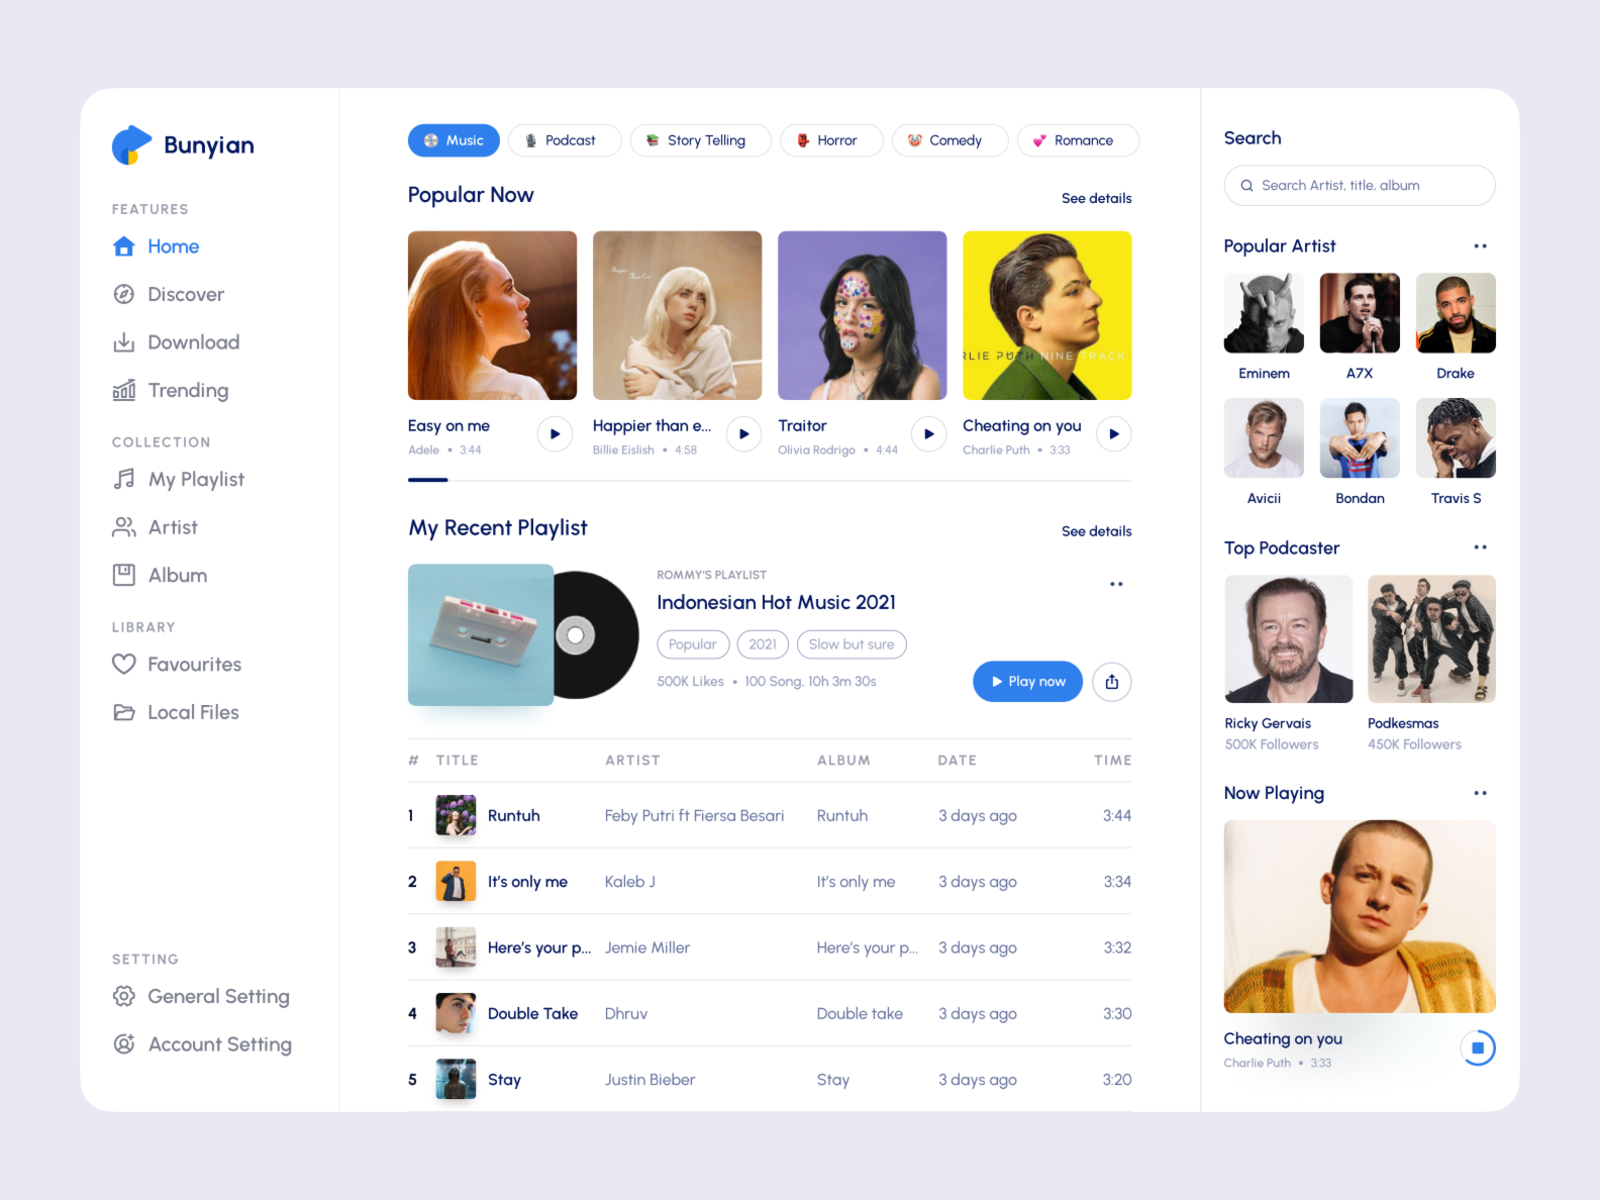 Bunyian
FEATURES
Home
Discover
Download
Trending
COLLECTION
My Playlist
Artist
Album
LIBRARY
Favourites
Local Files
SETTING
General Setting
Account Setting
Music
Podcast
Story Telling
Horror
Comedy
Romance
Popular Now
See details
RLIE PUTH NINE TRACK
Easy on me
Adele • 3:44
Happier than e...
Billie Eislish • 4:58
Traitor
Olivia Rodrigo • 4:44
Cheating on you
Charlie Puth • 3:33
My Recent Playlist
See details
ROMMY'S PLAYLIST
Indonesian Hot Music 2021
Popular
2021
Slow but sure
500K Likes • 100 Song, 10h 3m 30s
Play now
# TITLE ARTIST ALBUM DATE TIME
1 Runtuh Feby Putri ft Fiersa Besari Runtuh 3 days ago 3:44
2 It's only me Kaleb J It's only me 3 days ago 3:34
3 Here's your p... Jemie Miller Here's your p... 3 days ago 3:32
4 Double Take Dhruv Double take 3 days ago 3:30
5 Stay Justin Bieber Stay 3 days ago 3:20
Search
Search Artist, title, album
Popular Artist
Eminem
A7X
Drake
Avicii
Bondan
Travis S
Top Podcaster
Ricky Gervais
500K Followers
Podkesmas
450K Followers
Now Playing
Cheating on you
Charlie Puth • 3:33